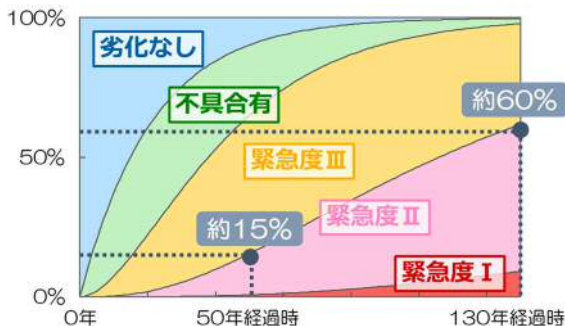 100%
劣化なし
不具合有
約60%
50%
緊急度Ⅲ
緊急度Ⅱ
約15%
緊急度Ⅰ
0%
0年
50年経過時
130年経過時